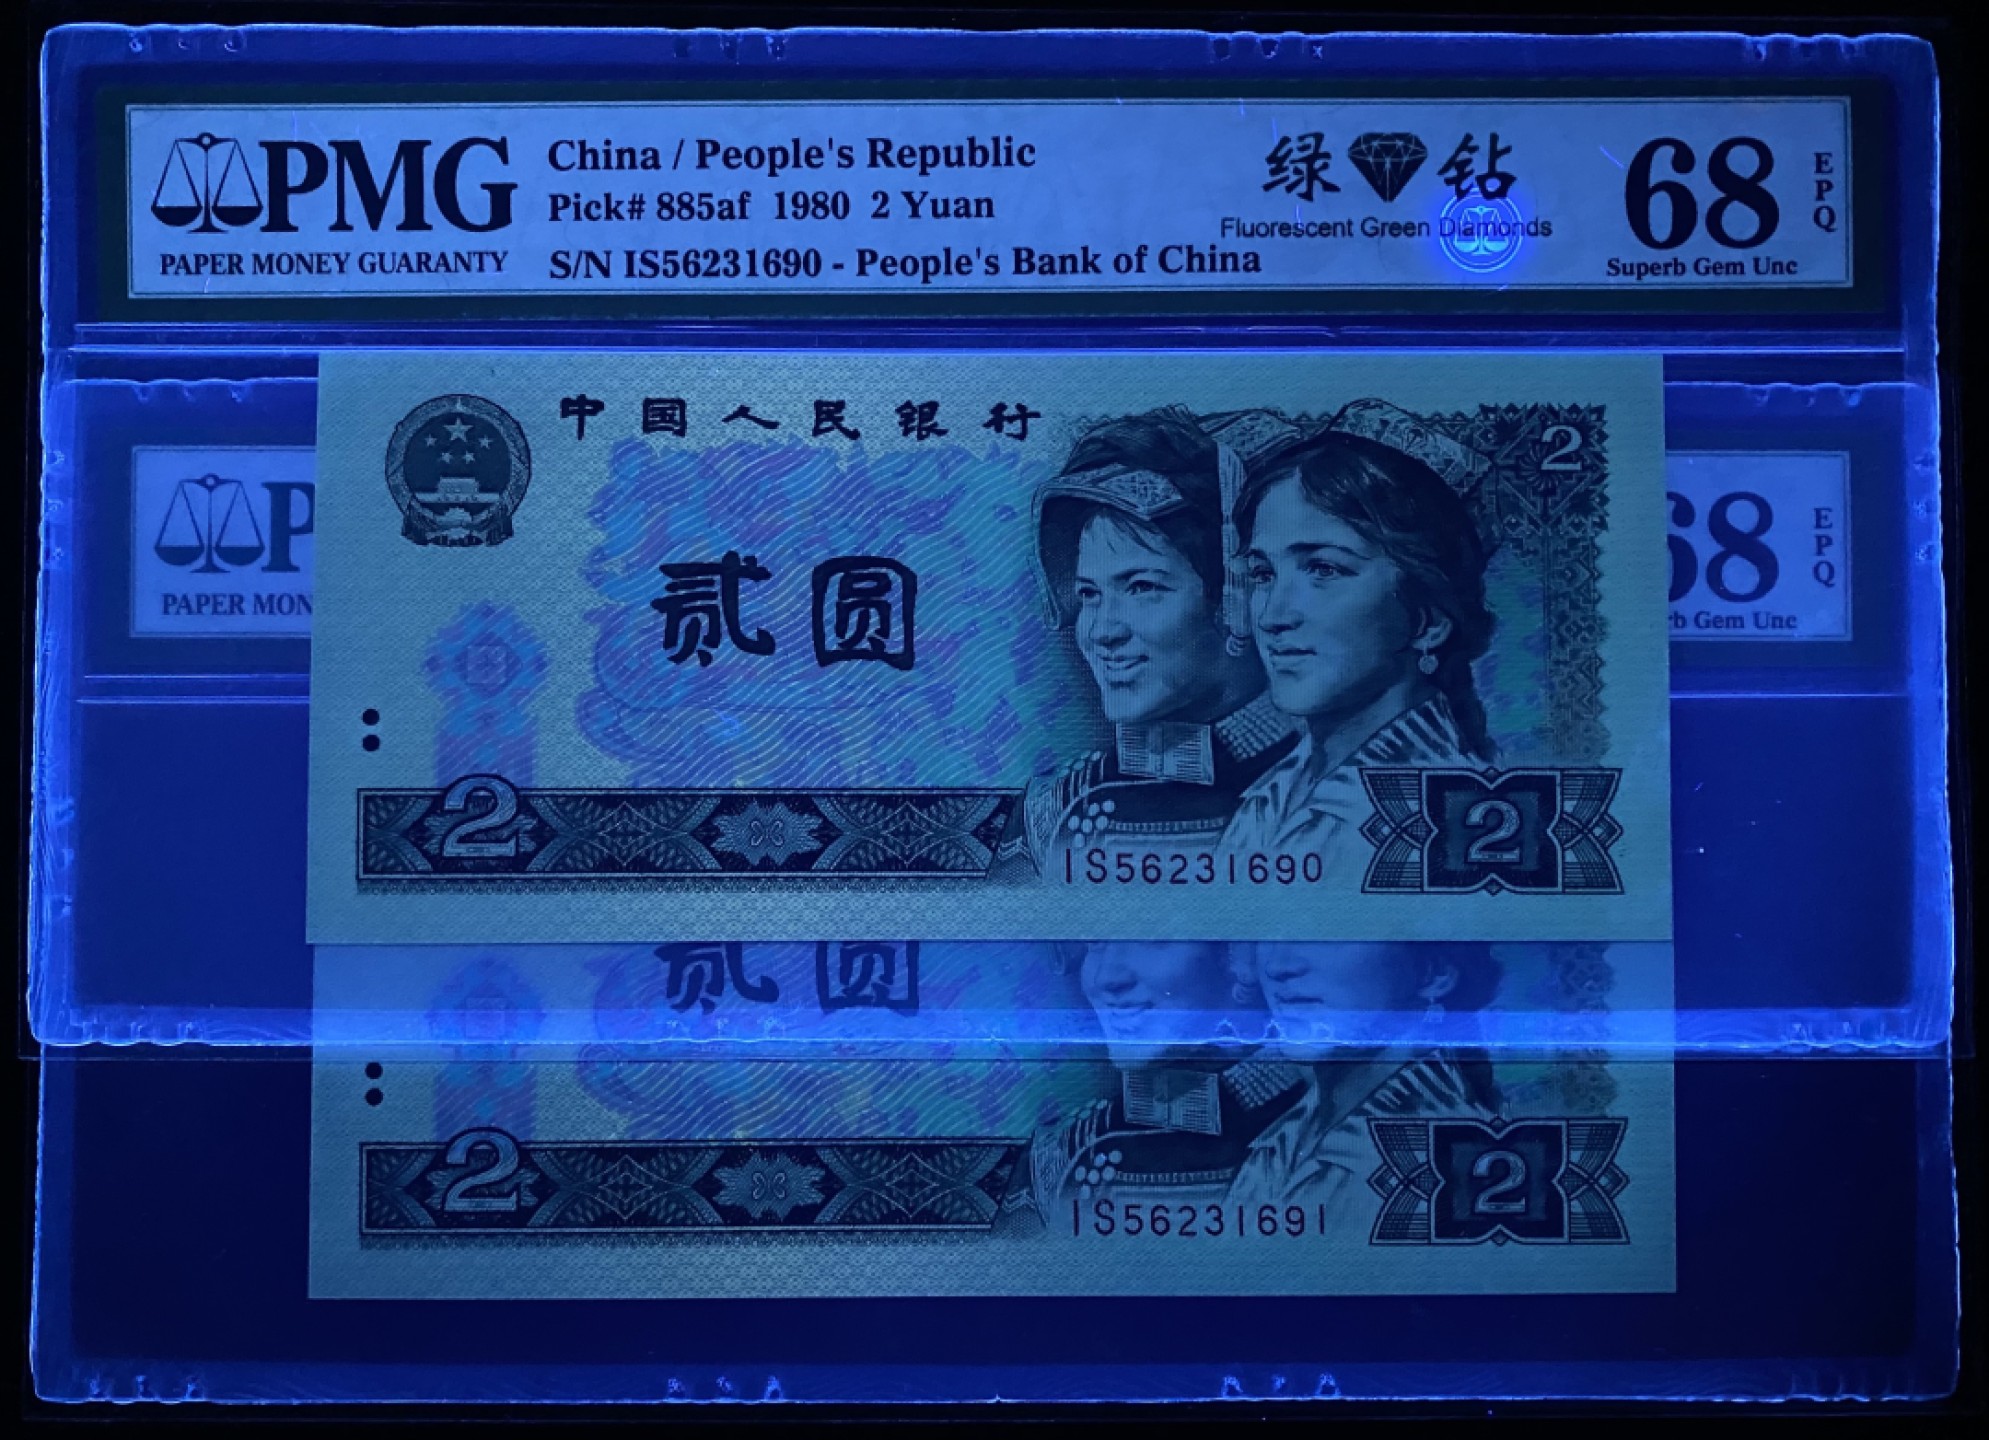 PMG
PAPER MONEY GUARANTY
China / People's Republic
Pick# 885af 1980 2 Yuan
S/N IS56231690 - People's Bank of China
绿 钻
Fluorescent Green Diamonds
68
EPQ
Superb Gem Unc
中国人民银行
2
贰圆
2
IS56231690
2
P
PAPER MON
68
EPQ
rb Gem Unc
贰圆
2
IS56231691
2